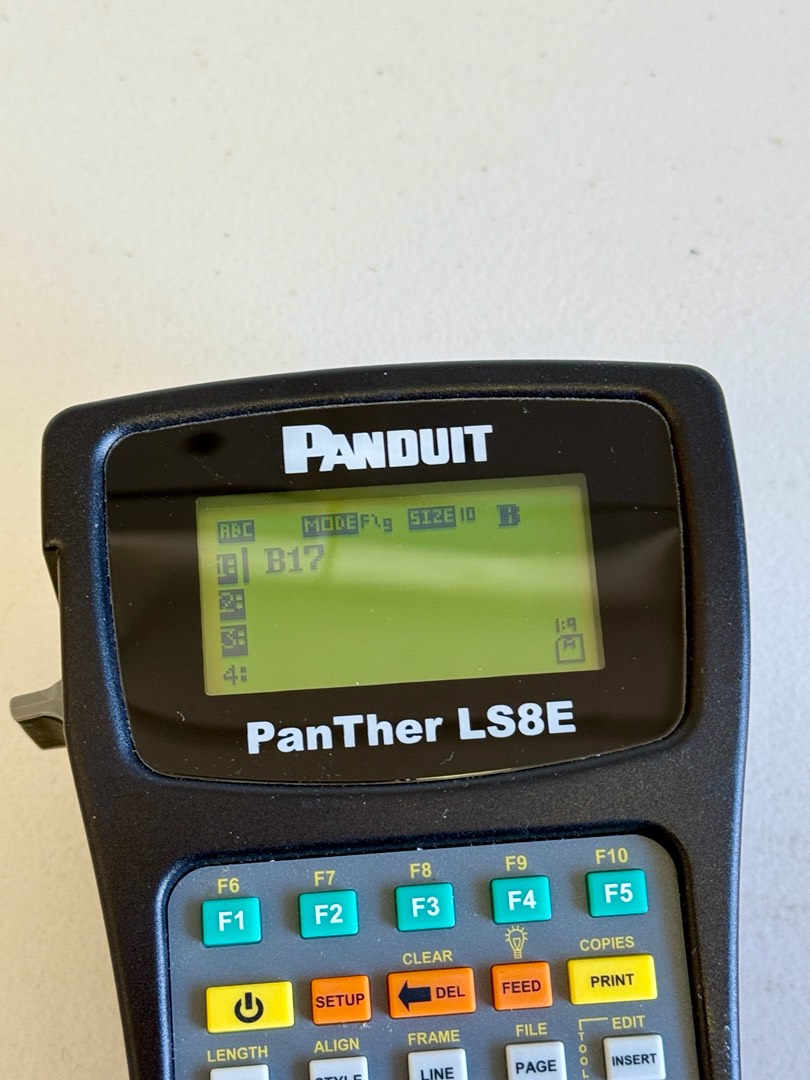 PANDUIT
ABC MODE F\g SIZE 10 B
1: B17
2:
3:
1:9
A
4:
PanTher LS8E
F6 F7 F8 F9 F10
F1 F2 F3 F4 F5
CLEAR COPIES
SETUP DEL FEED PRINT
LENGTH ALIGN FRAME FILE EDIT
STYLE LINE PAGE INSERT
TOOL